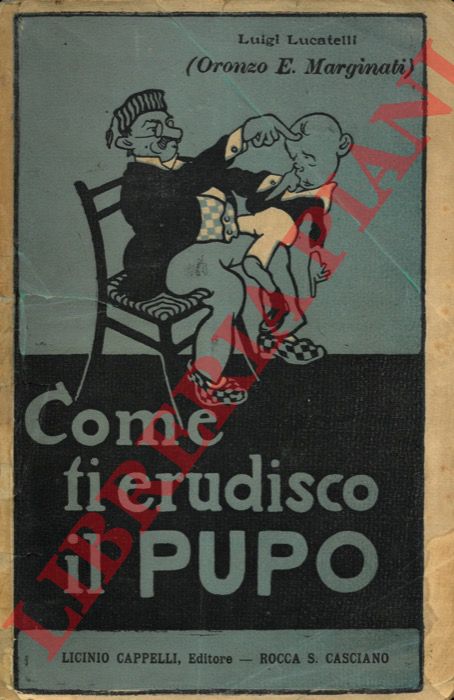 Luigi Lucatelli
(Oronzo E. Marginati)
Come
ti erudisco
il PUPO
LICINIO CAPPELLI, Editore — ROCCA S. CASCIANO
LIBRERIA PIANI